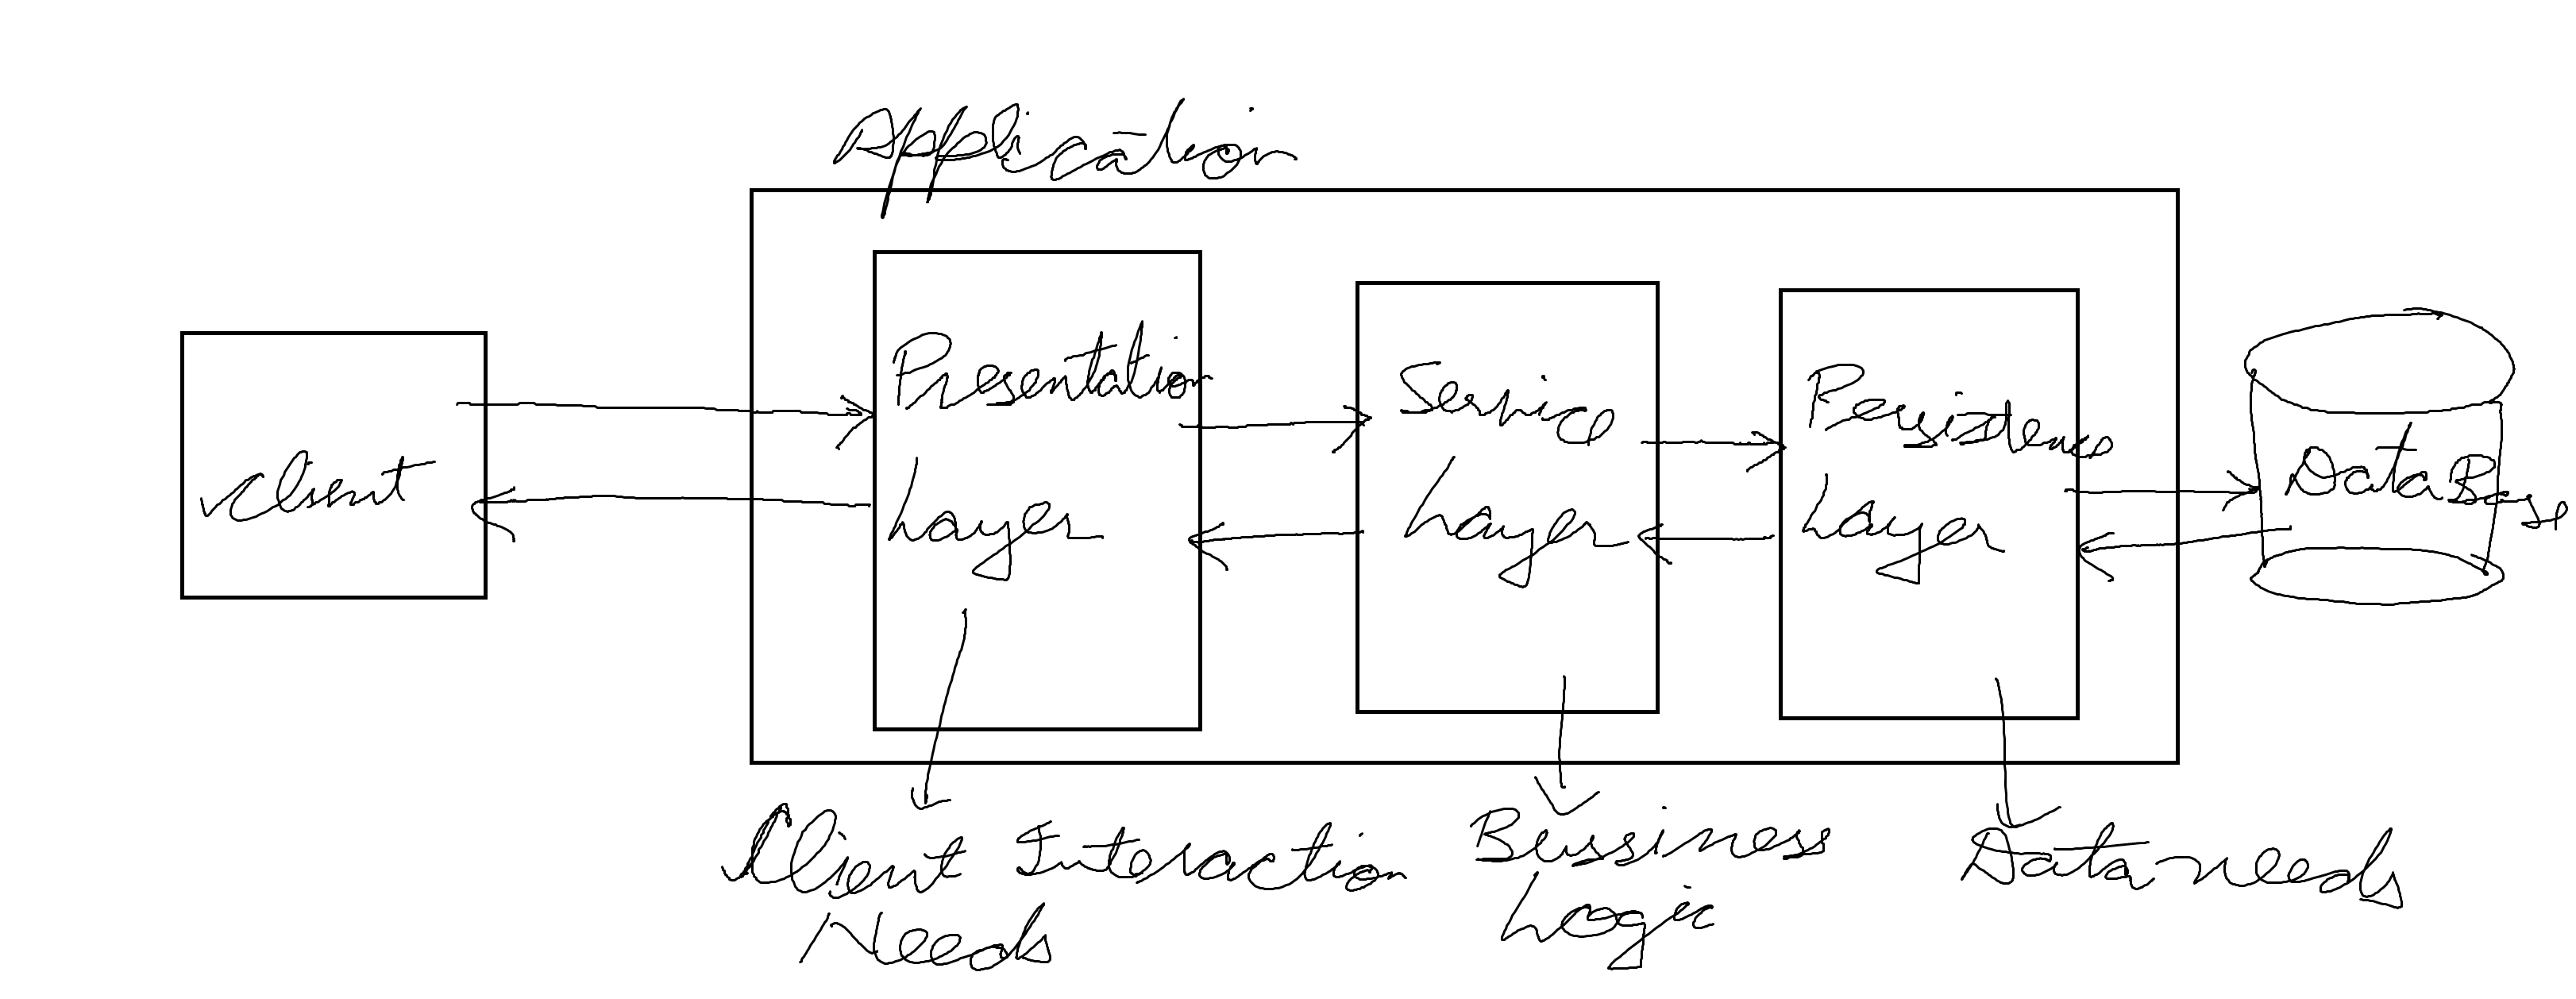 Application
Client
Presentation
Layer
Service
Layer
Persistence
Layer
DataBase
Client Interaction
Needs
Bussiness
Logic
Data needs